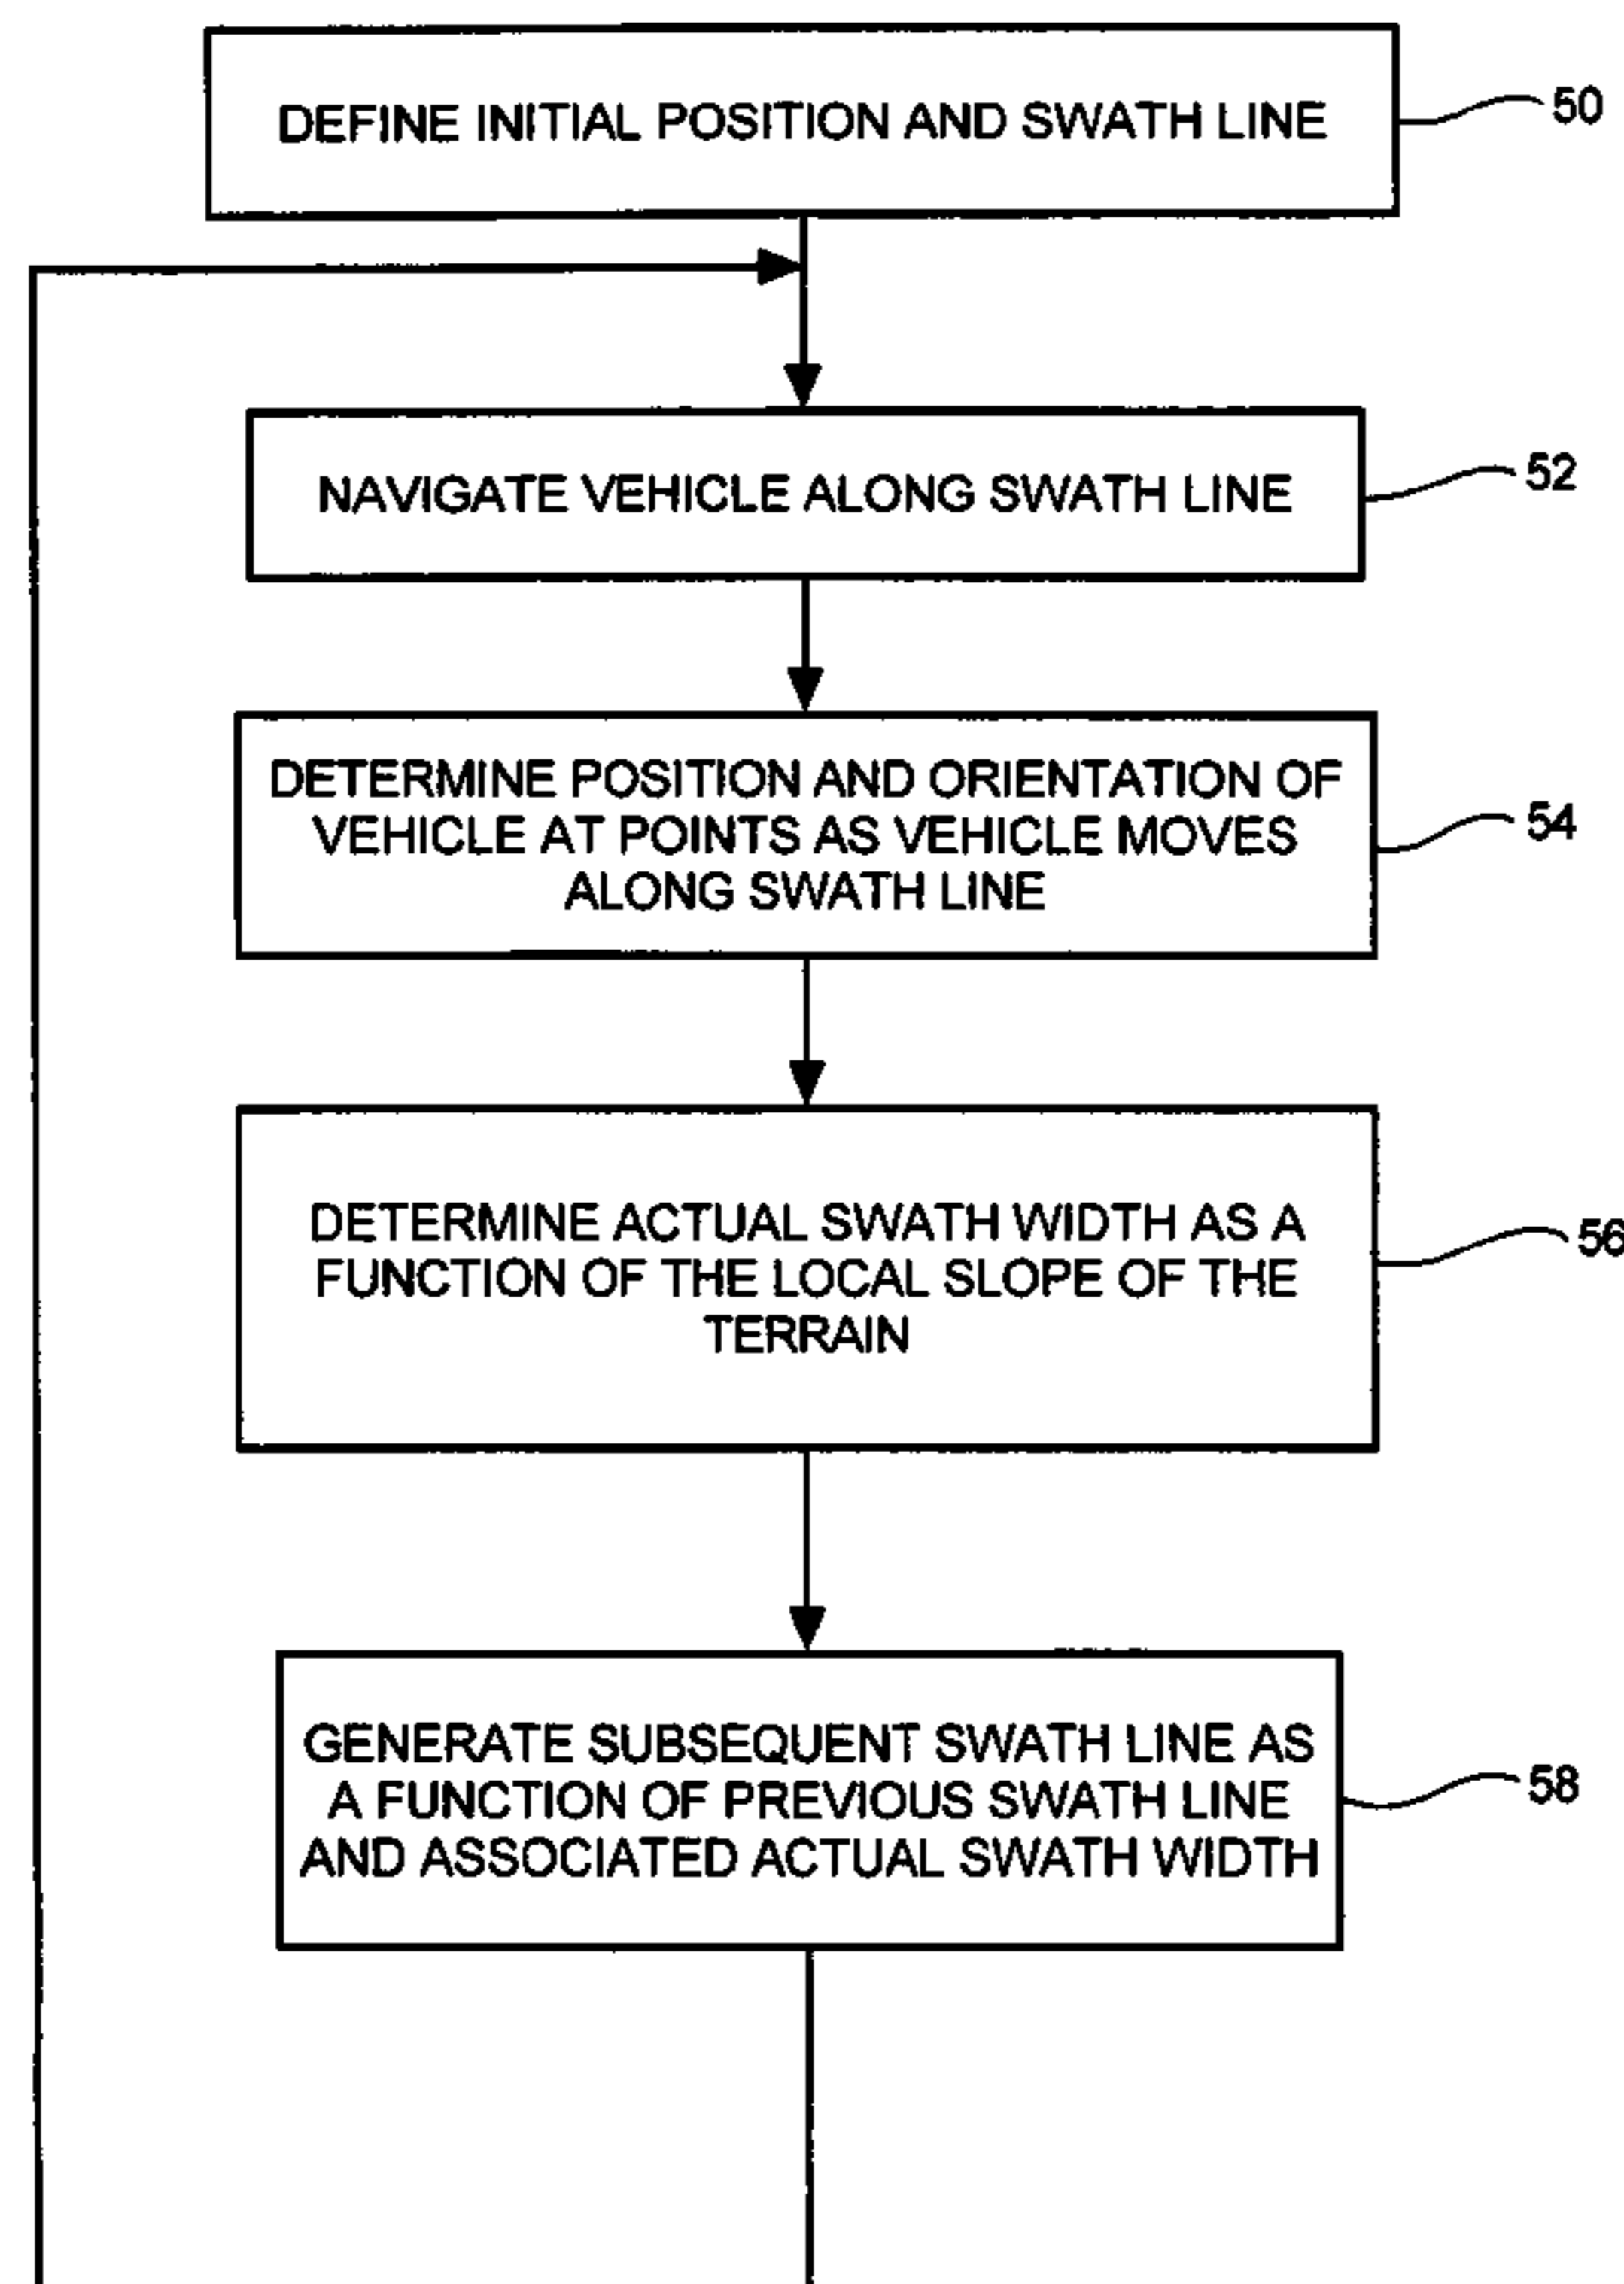 DEFINE INITIAL POSITION AND SWATH LINE
50
NAVIGATE VEHICLE ALONG SWATH LINE
52
DETERMINE POSITION AND ORIENTATION OF
VEHICLE AT POINTS AS VEHICLE MOVES
ALONG SWATH LINE
54
DETERMINE ACTUAL SWATH WIDTH AS A
FUNCTION OF THE LOCAL SLOPE OF THE
TERRAIN
56
GENERATE SUBSEQUENT SWATH LINE AS
A FUNCTION OF PREVIOUS SWATH LINE
AND ASSOCIATED ACTUAL SWATH WIDTH
58